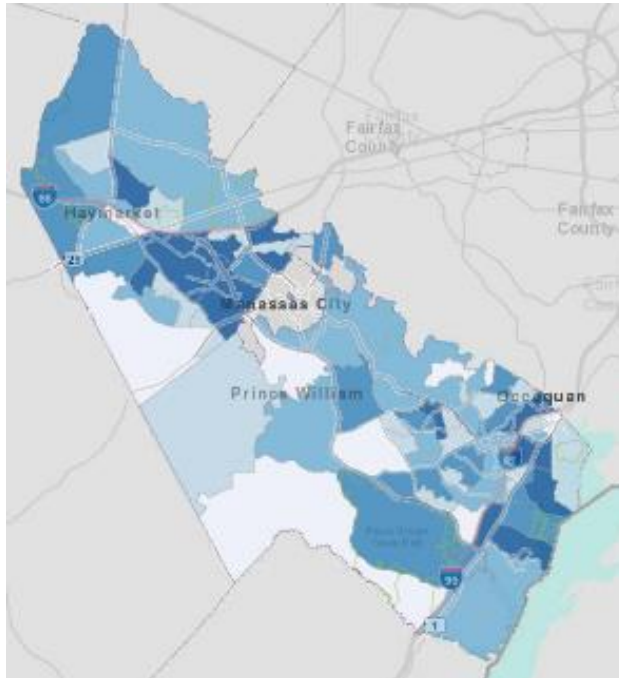 Fairfax
County
Fairfax
County
66
Haymarket
29
Manassas City
Prince William
Occoquan
95
1